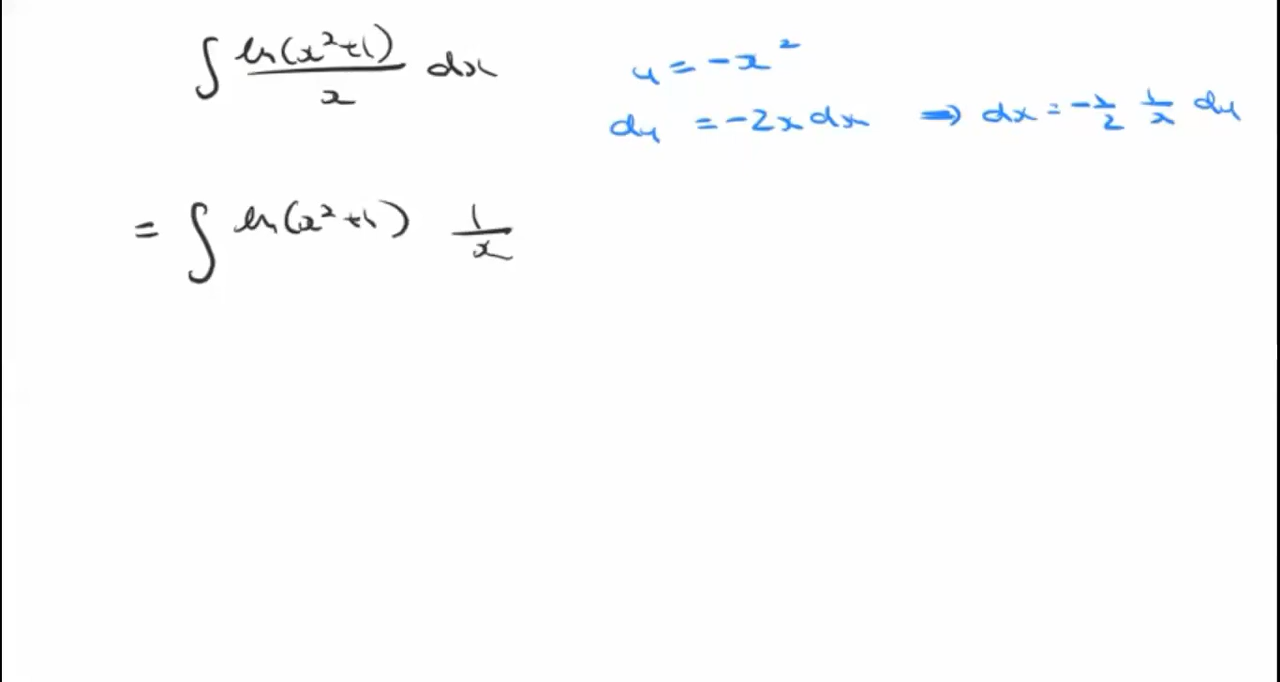 ∫ ln(x²+1)/x dx
u = -x²
du = -2x dx ⇒ dx = -1/2 1/x du
= ∫ ln(x²+1) 1/x